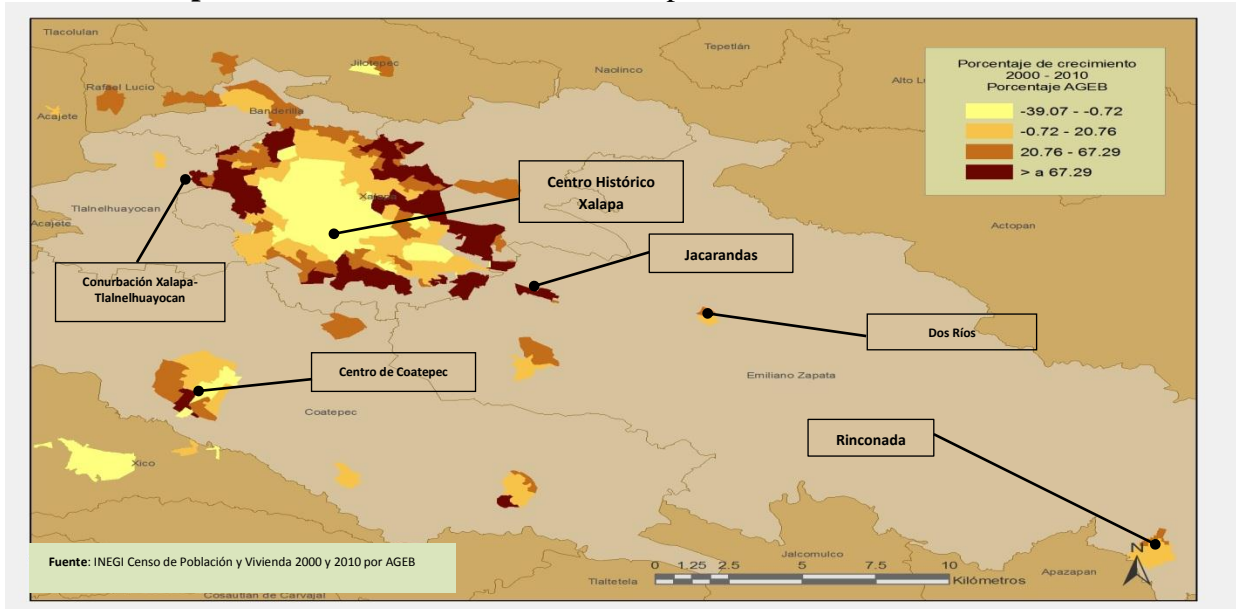 Tlacolulan
Tepetlán
Jilotepec
Naolinco
Rafael Lucio
Alto Lu
Acajete
Banderilla
Porcentaje de crecimiento
2000 - 2010
Porcentaje AGEB
-39.07 - -0.72
-0.72 - 20.76
20.76 - 67.29
> a 67.29
Centro Histórico
Xalapa
Xalapa
Tlalnelhuayocan
Acajete
Actopan
Jacarandas
Conurbación Xalapa-
Tlalnelhuayocan
Dos Ríos
Centro de Coatepec
Emiliano Zapata
Coatepec
Rinconada
Xico
Fuente: INEGI Censo de Población y Vivienda 2000 y 2010 por AGEB
Jalcomulco
N
0 1.25 2.5 5 7.5 10
Kilómetros
Tlaltetela
Apazapan
Cosautlán de Carvajal